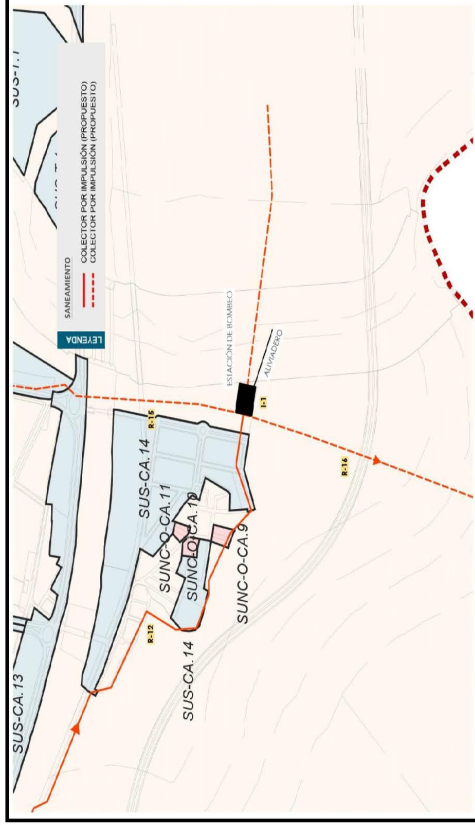 SUS-T.1
LEYENDA
SANEAMIENTO
COLECTOR POR IMPULSIÓN (PROPUESTO)
COLECTOR POR IMPULSIÓN (PROPUESTO)
ESTACIÓN DE BOMBEO
ALIVIADERO
I-1
R-15
R-16
SUS-CA.14
SUNC-O-CA.11
SUNC-O-CA.10
SUNC-O-CA.9
R-12
SUS-CA.14
SUS-CA.13